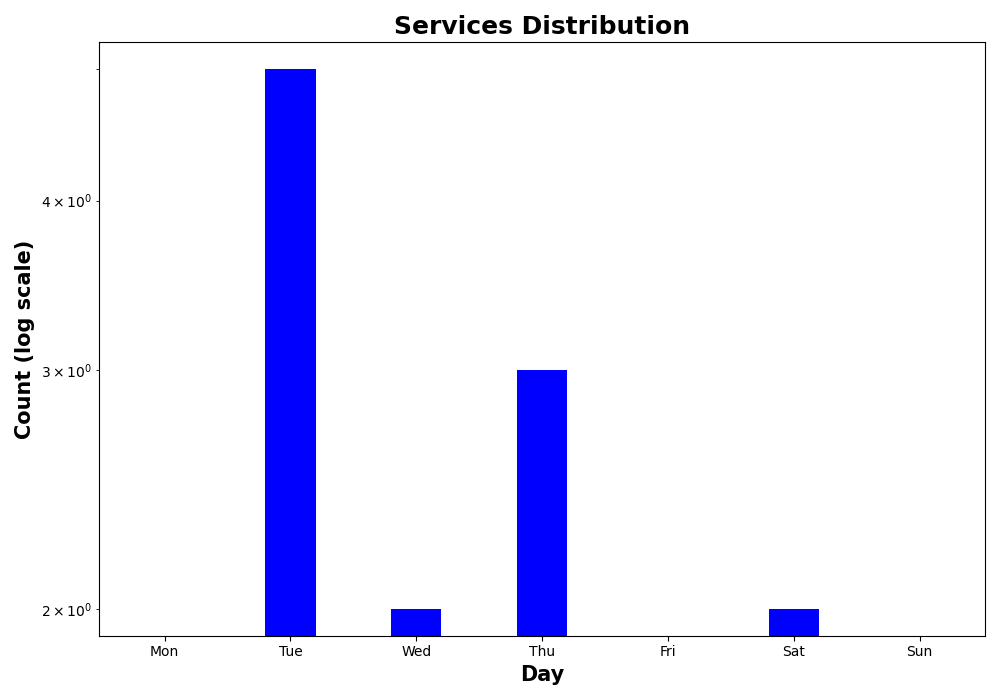 Services Distribution
Count (log scale)
4 × 10⁰
3 × 10⁰
2 × 10⁰
Mon Tue Wed Thu Fri Sat Sun
Day